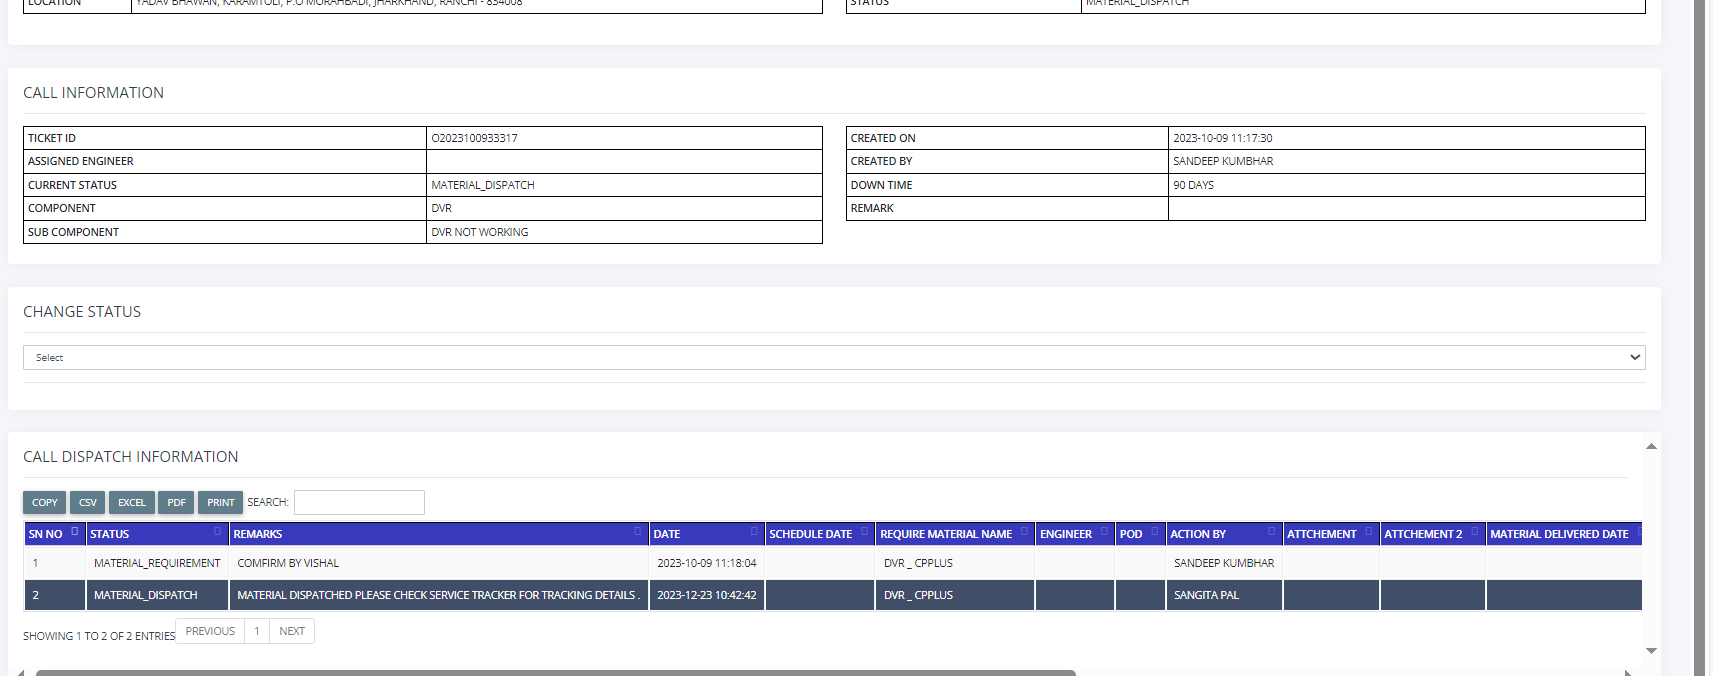 LOCATION YADAV BHAWAN, KARAMTOLI, P.O MORAHBADI, JHARKHAND, RANCHI - 834008 STATUS MATERIAL_DISPATCH
CALL INFORMATION
TICKET ID O2023100933317 CREATED ON 2023-10-09 11:17:30
ASSIGNED ENGINEER CREATED BY SANDEEP KUMBHAR
CURRENT STATUS MATERIAL_DISPATCH DOWN TIME 90 DAYS
COMPONENT DVR REMARK
SUB COMPONENT DVR NOT WORKING
CHANGE STATUS
Select
CALL DISPATCH INFORMATION
COPY CSV EXCEL PDF PRINT SEARCH:
SN NO STATUS REMARKS DATE SCHEDULE DATE REQUIRE MATERIAL NAME ENGINEER POD ACTION BY ATTCHEMENT ATTCHEMENT 2 MATERIAL DELIVERED DATE
1 MATERIAL_REQUIREMENT COMFIRM BY VISHAL 2023-10-09 11:18:04 DVR _ CPPLUS SANDEEP KUMBHAR
2 MATERIAL_DISPATCH MATERIAL DISPATCHED PLEASE CHECK SERVICE TRACKER FOR TRACKING DETAILS . 2023-12-23 10:42:42 DVR _ CPPLUS SANGITA PAL
SHOWING 1 TO 2 OF 2 ENTRIES PREVIOUS 1 NEXT